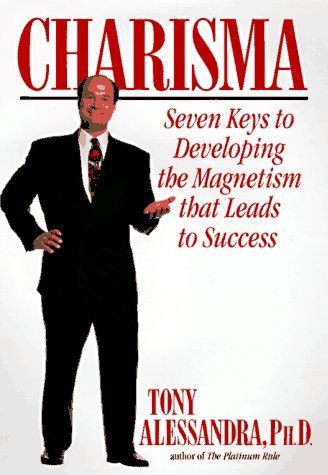 CHARISMA
Seven Keys to
Developing
the Magnetism
that Leads
to Success
TONY
ALESSANDRA, PH.D.
author of The Platinum Rule